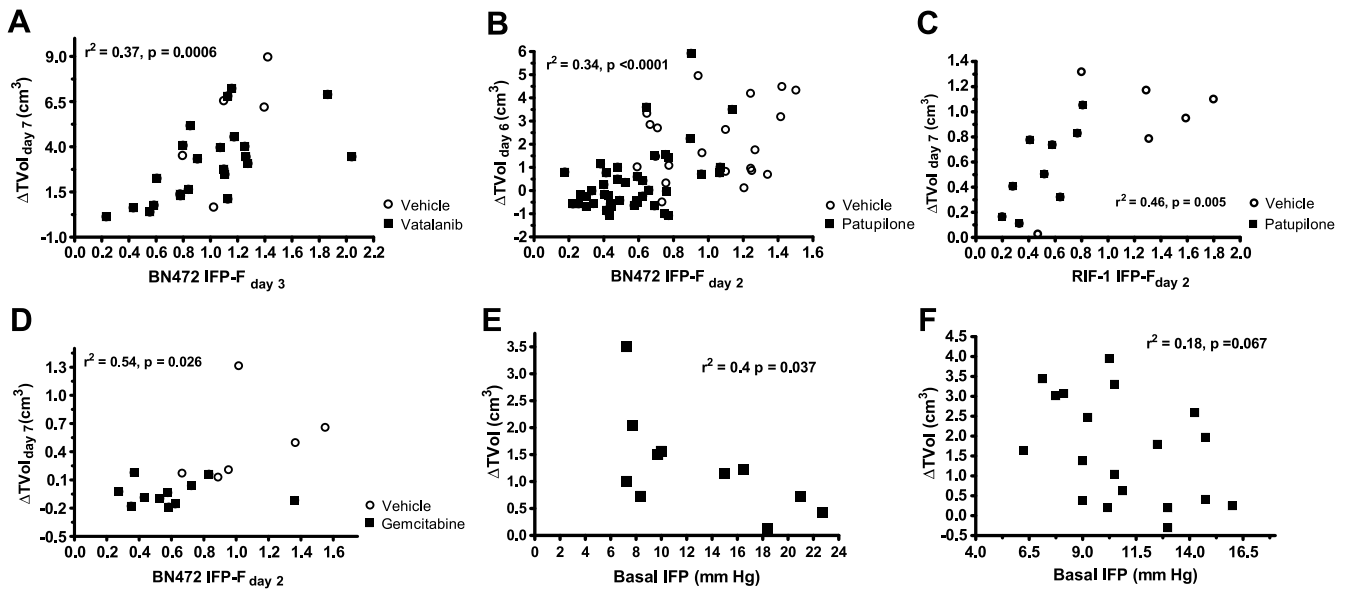 A
r² = 0.37, p = 0.0006
ΔTVol day 7 (cm³)
9.0
6.5
4.0
1.5
-1.0
0.0 0.2 0.4 0.6 0.8 1.0 1.2 1.4 1.6 1.8 2.0 2.2
BN472 IFP-F day 3
Vehicle
Vatalanib
B
r² = 0.34, p <0.0001
ΔTVol day 6 (cm³)
6
5
4
3
2
1
0
-1
-2
0.0 0.2 0.4 0.6 0.8 1.0 1.2 1.4 1.6
BN472 IFP-F day 2
Vehicle
Patupilone
C
ΔTVol day 7 (cm³)
1.4
1.2
1.0
0.8
0.6
0.4
0.2
0.0
r² = 0.46, p = 0.005
0.0 0.2 0.4 0.6 0.8 1.0 1.2 1.4 1.6 1.8 2.0
RIF-1 IFP-F day 2
Vehicle
Patupilone
D
r² = 0.54, p = 0.026
ΔTVol day 7 (cm³)
1.3
1.0
0.7
0.4
0.1
-0.2
-0.5
0.0 0.2 0.4 0.6 0.8 1.0 1.2 1.4 1.6
BN472 IFP-F day 2
Vehicle
Gemcitabine
E
r² = 0.4 p = 0.037
ΔTVol (cm³)
3.5
3.0
2.5
2.0
1.5
1.0
0.5
0.0
0 2 4 6 8 10 12 14 16 18 20 22 24
Basal IFP (mm Hg)
F
r² = 0.18, p =0.067
ΔTVol (cm³)
4.5
4.0
3.5
3.0
2.5
2.0
1.5
1.0
0.5
0.0
-0.5
4.0 6.5 9.0 11.5 14.0 16.5
Basal IFP (mm Hg)